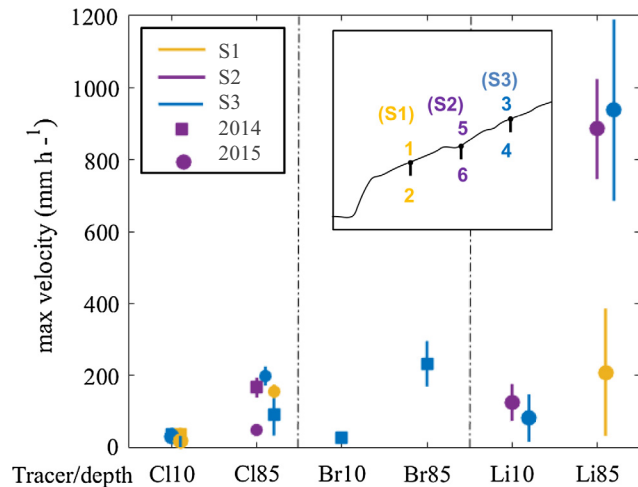 1200
1000
800
600
400
200
0
max velocity (mm h - ¹)
S1
S2
S3
2014
2015
(S3)
(S2) 3
(S1) 5
1 4
6
2
Tracer/depth Cl10 Cl85 Br10 Br85 Li10 Li85